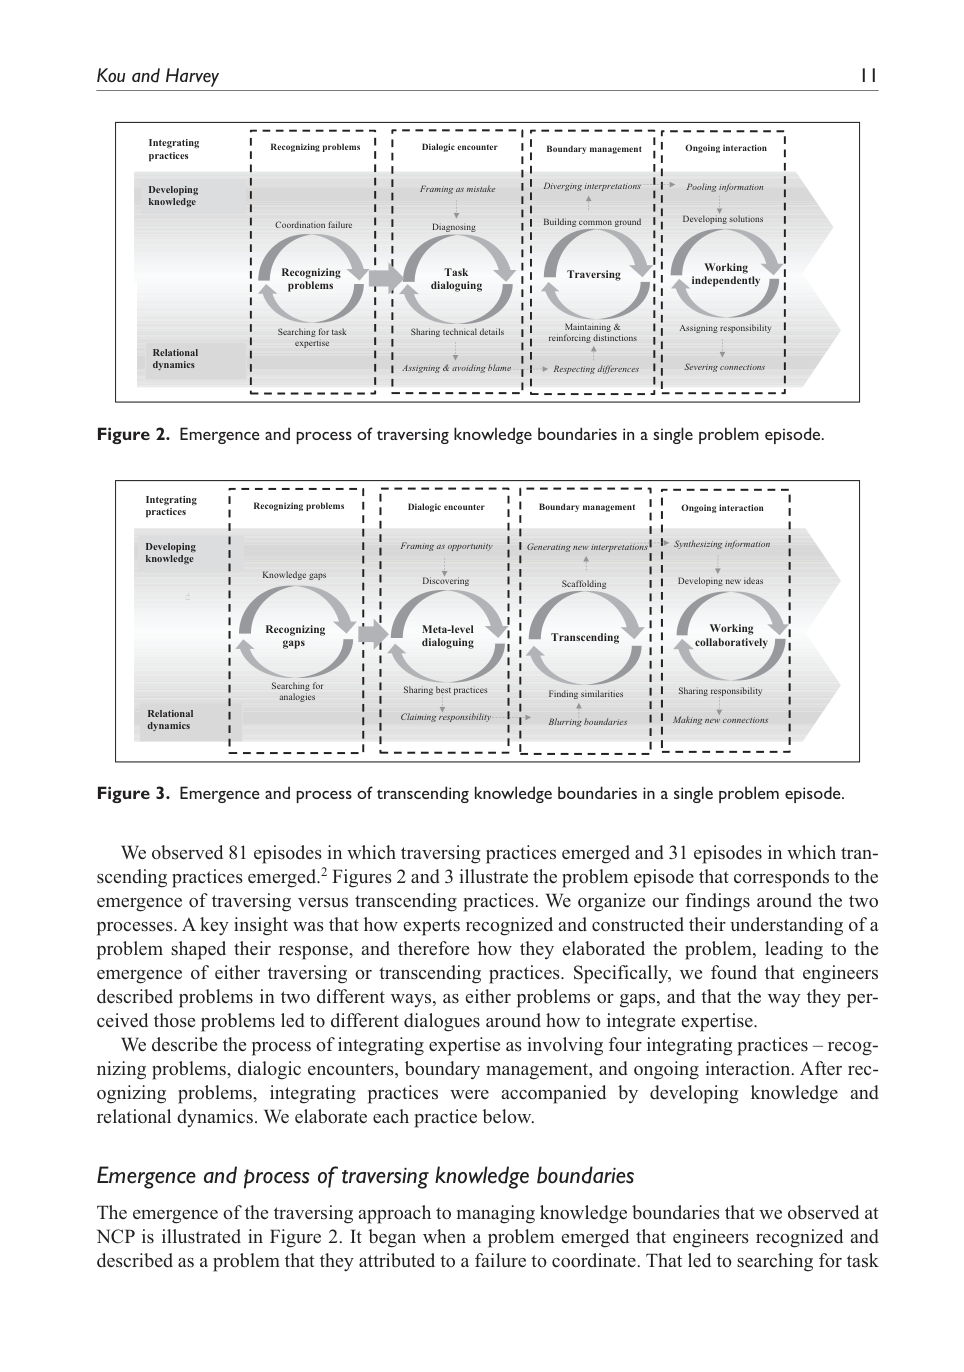 Kou and Harvey 11
Integrating
practices
Recognizing problems
Dialogic encounter
Boundary management
Ongoing interaction
Developing
knowledge
Framing as mistake
Diverging interpretations
Pooling information
Coordination failure
Diagnosing
Building common ground
Developing solutions
Recognizing
problems
Task
dialoguing
Traversing
Working
independently
Searching for task
expertise
Sharing technical details
Maintaining &
reinforcing distinctions
Assigning responsibility
Relational
dynamics
Assigning & avoiding blame
Respecting differences
Severing connections
Figure 2. Emergence and process of traversing knowledge boundaries in a single problem episode.
Integrating
practices
Recognizing problems
Dialogic encounter
Boundary management
Ongoing interaction
Developing
knowledge
Framing as opportunity
Generating new interpretations
Synthesizing information
Knowledge gaps
Discovering
Scaffolding
Developing new ideas
Recognizing
gaps
Meta-level
dialoguing
Transcending
Working
collaboratively
Searching for
analogies
Sharing best practices
Finding similarities
Sharing responsibility
Relational
dynamics
Claiming responsibility
Blurring boundaries
Making new connections
Figure 3. Emergence and process of transcending knowledge boundaries in a single problem episode.
We observed 81 episodes in which traversing practices emerged and 31 episodes in which tran-
scending practices emerged.2 Figures 2 and 3 illustrate the problem episode that corresponds to the
emergence of traversing versus transcending practices. We organize our findings around the two
processes. A key insight was that how experts recognized and constructed their understanding of a
problem shaped their response, and therefore how they elaborated the problem, leading to the
emergence of either traversing or transcending practices. Specifically, we found that engineers
described problems in two different ways, as either problems or gaps, and that the way they per-
ceived those problems led to different dialogues around how to integrate expertise.
We describe the process of integrating expertise as involving four integrating practices – recog-
nizing problems, dialogic encounters, boundary management, and ongoing interaction. After rec-
ognizing problems, integrating practices were accompanied by developing knowledge and
relational dynamics. We elaborate each practice below.
Emergence and process of traversing knowledge boundaries
The emergence of the traversing approach to managing knowledge boundaries that we observed at
NCP is illustrated in Figure 2. It began when a problem emerged that engineers recognized and
described as a problem that they attributed to a failure to coordinate. That led to searching for task